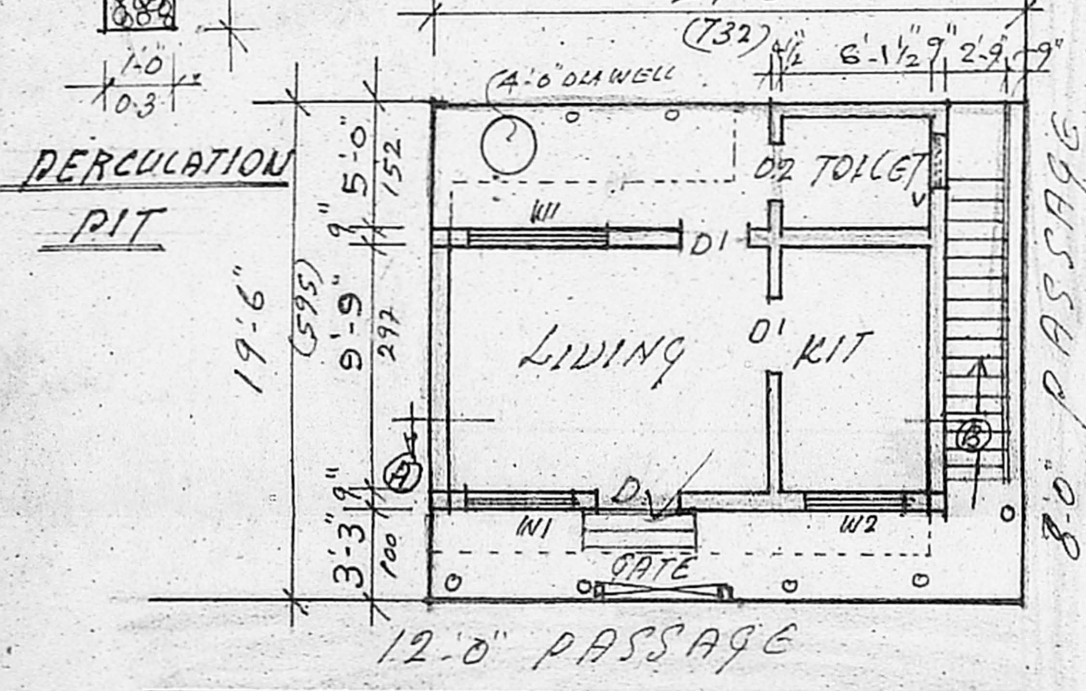 (732)
4½" 6'-1½" 9" 2'-9" 9"
1'-0"
0.3
4'-0" DIA WELL
PERCULATION
PIT
5'-0"
152
D2 TOILET
V
W1
9"
D1
19'-6"
(595)
9'-9"
297
LIVING
D1
KIT
A
B
9"
D
W1
W2
3'-3"
100
GATE
8'-0" PASSAGE
12'-0" PASSAGE